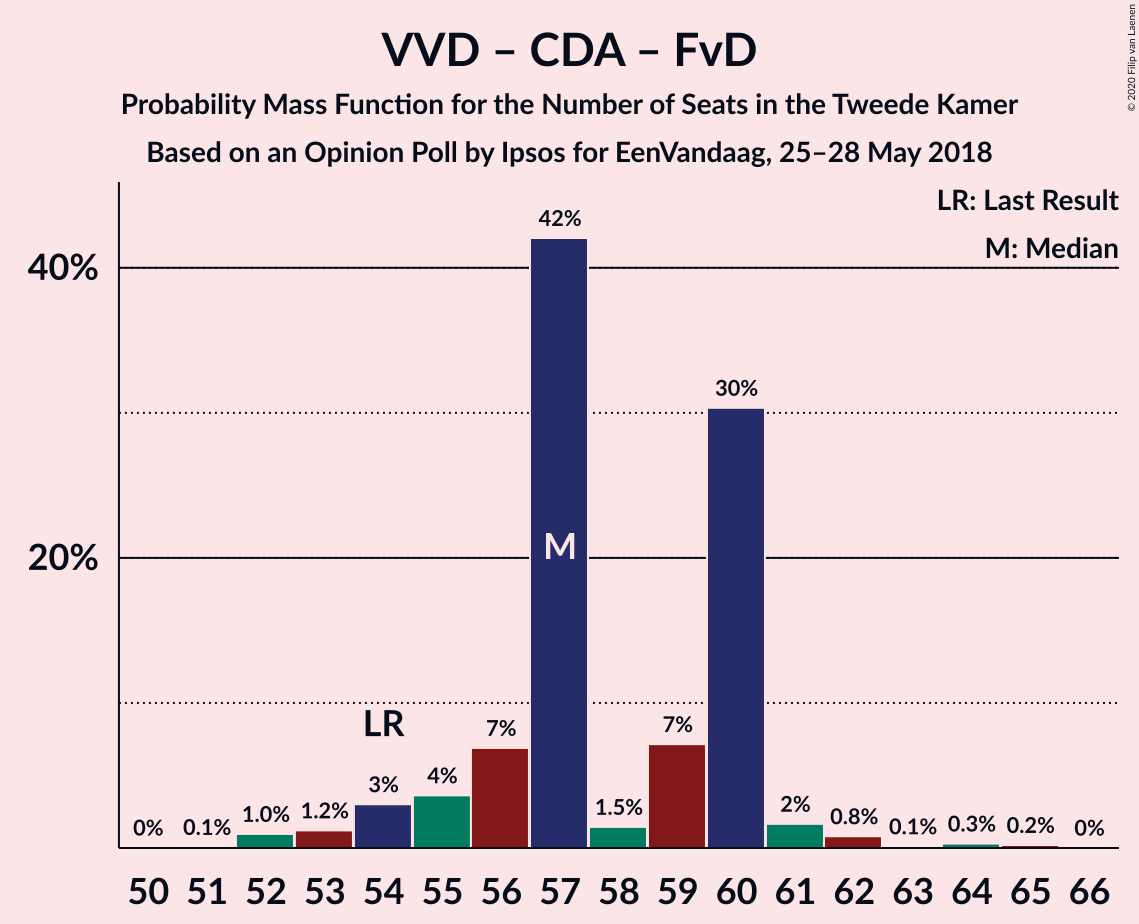 VVD – CDA – FvD
Probability Mass Function for the Number of Seats in the Tweede Kamer
Based on an Opinion Poll by Ipsos for EenVandaag, 25–28 May 2018
© 2020 Filip van Laenen
LR: Last Result
M: Median
40%
20%
0%
0.1%
1.0%
1.2%
LR
3%
4%
7%
42%
M
1.5%
7%
30%
2%
0.8%
0.1%
0.3%
0.2%
0%
50 51 52 53 54 55 56 57 58 59 60 61 62 63 64 65 66